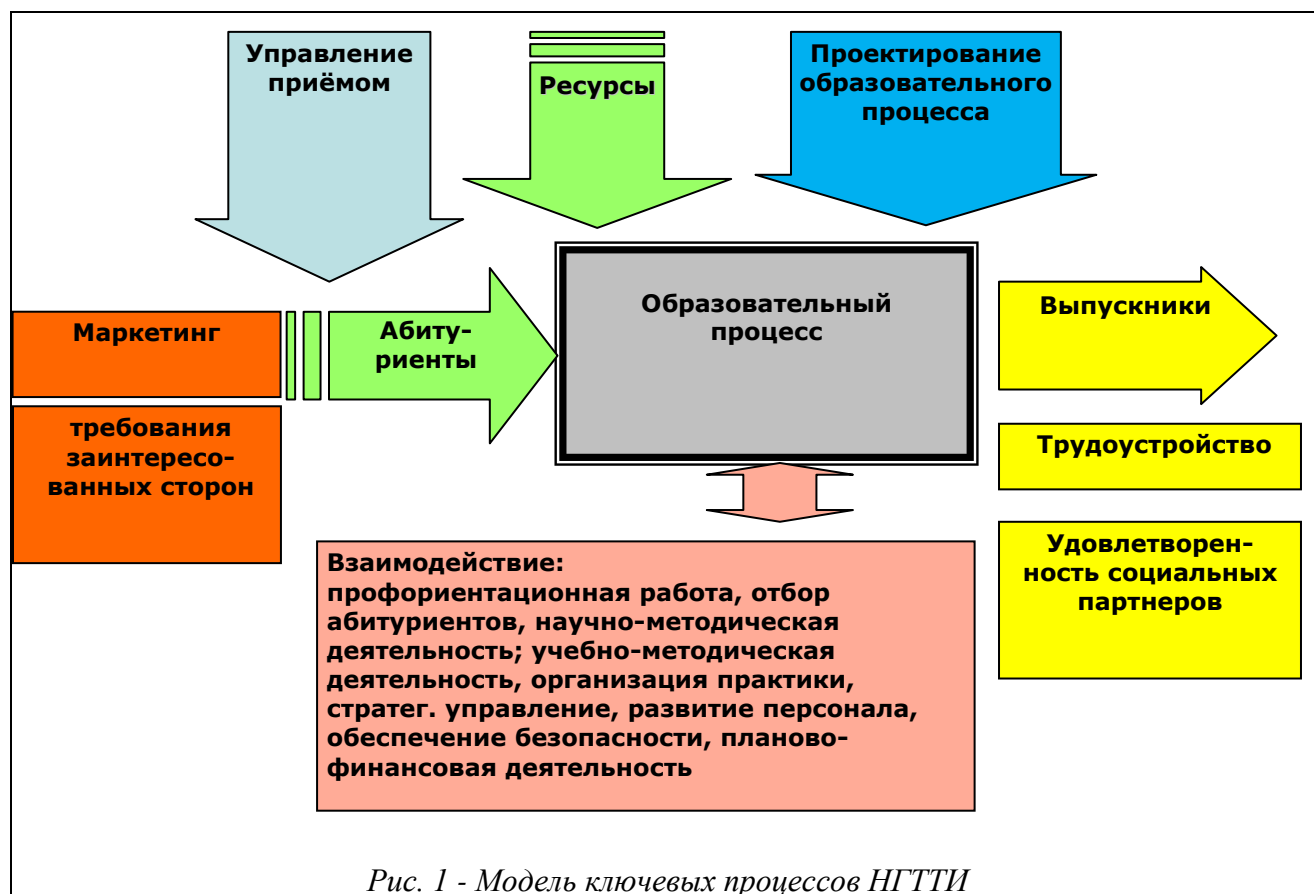 Управление
приёмом
Ресурсы
Проектирование
образовательного
процесса
Маркетинг
Абиту-
риенты
Образовательный
процесс
Выпускники
требования
заинтересо-
ванных сторон
Трудоустройство
Удовлетворен-
ность социальных
партнеров
Взаимодействие:
профориентационная работа, отбор
абитуриентов, научно-методическая
деятельность; учебно-методическая
деятельность, организация практики,
стратег. управление, развитие персонала,
обеспечение безопасности, планово-
финансовая деятельность
Рис. 1 - Модель ключевых процессов НГТТИ